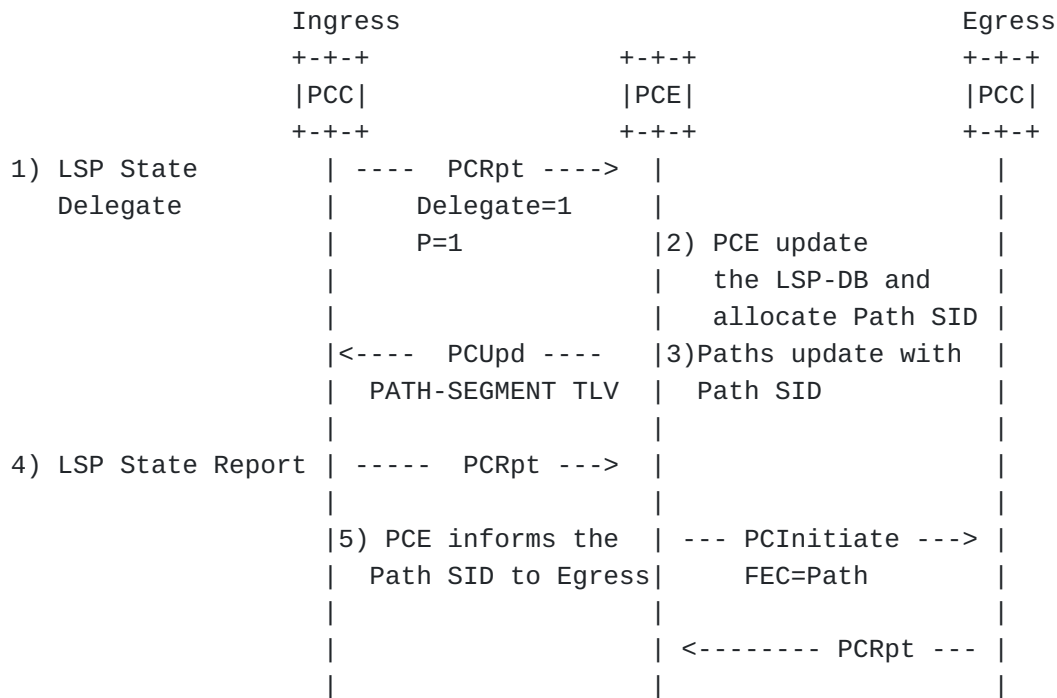 Ingress                                    Egress
                  +-+-+                +-+-+                 +-+-+
                  |PCC|                |PCE|                 |PCC|
                  +-+-+                +-+-+                 +-+-+
1) LSP State        | ----  PCRpt ---->  |                     |
   Delegate         |     Delegate=1     |                     |
                    |     P=1            |2) PCE update        |
                    |                    |   the LSP-DB and    |
                    |                    |   allocate Path SID |
                    |<----  PCUpd ----   |3)Paths update with  |
                    |  PATH-SEGMENT TLV  |  Path SID           |
                    |                    |                     |
4) LSP State Report | -----  PCRpt --->  |                     |
                    |                    |                     |
                    |5) PCE informs the  | --- PCInitiate ---> |
                    |  Path SID to Egress|     FEC=Path        |
                    |                    |                     |
                    |                    | <-------- PCRpt --- |
                    |                    |                     |